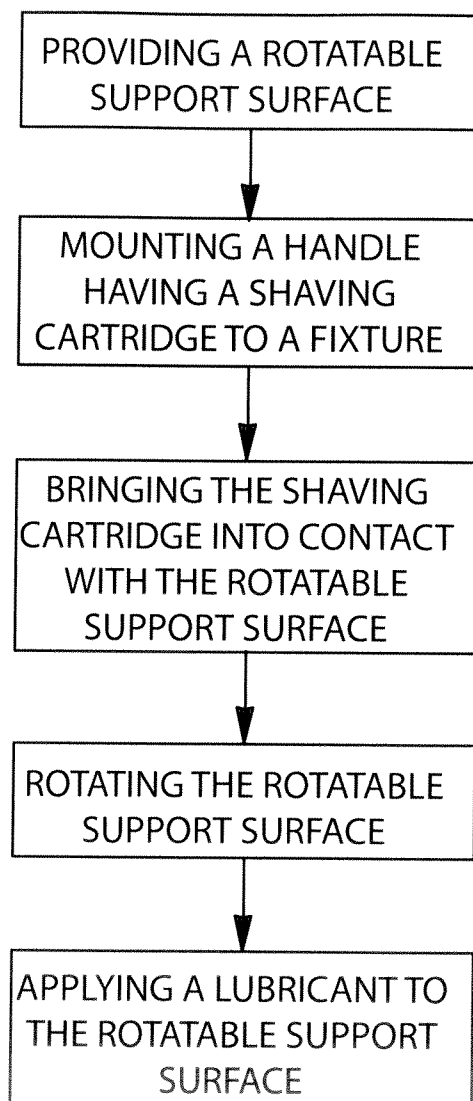 PROVIDING A ROTATABLE
SUPPORT SURFACE
MOUNTING A HANDLE
HAVING A SHAVING
CARTRIDGE TO A FIXTURE
BRINGING THE SHAVING
CARTRIDGE INTO CONTACT
WITH THE ROTATABLE
SUPPORT SURFACE
ROTATING THE ROTATABLE
SUPPORT SURFACE
APPLYING A LUBRICANT TO
THE ROTATABLE SUPPORT
SURFACE